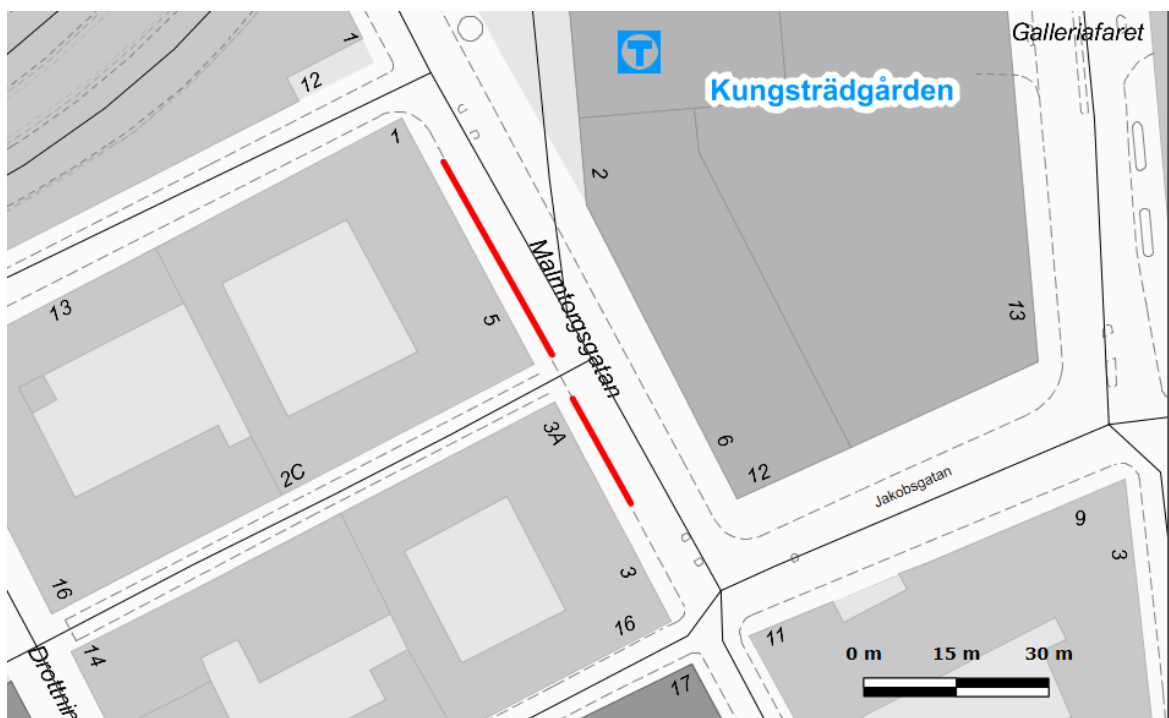 Galleriafaret
1
12
T
Kungsträdgården
1
2
Malmtorgsgatan
13
5
13
3A
2C
6
12
Jakobsgatan
9
3
16
3
16
11
14
0 m 15 m 30 m
Drottnin
17